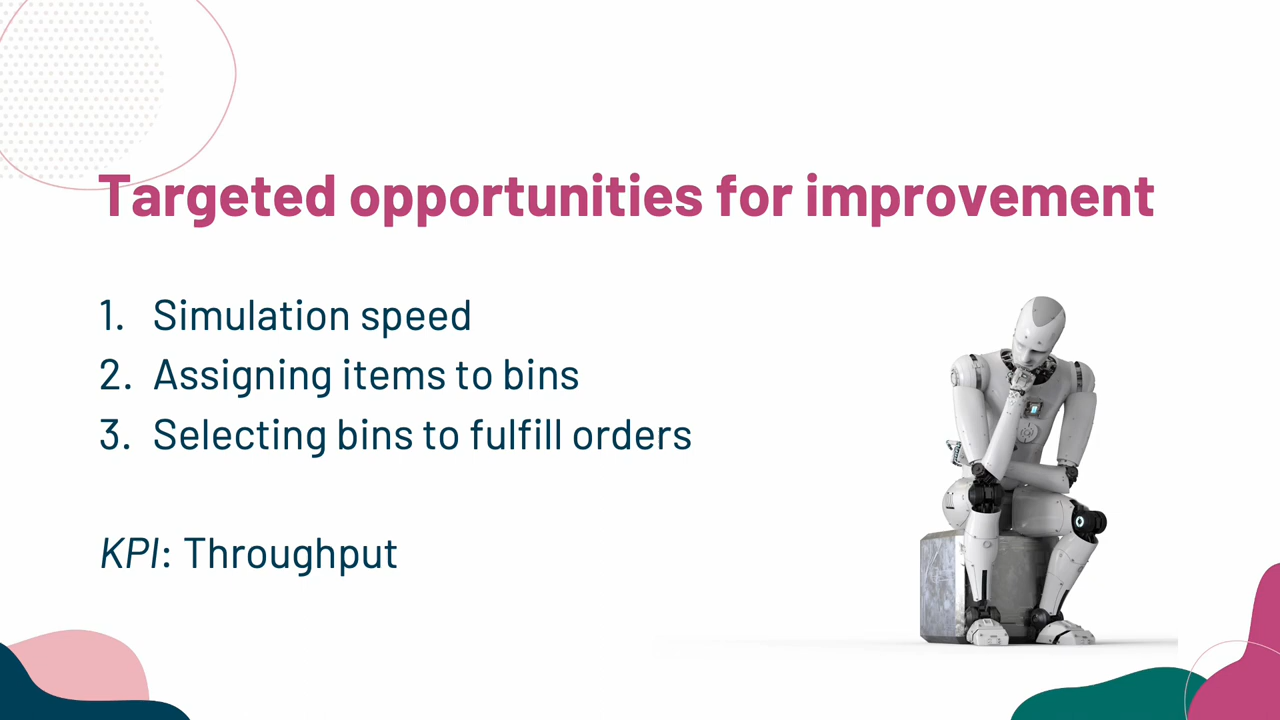 Targeted opportunities for improvement
1. Simulation speed
2. Assigning items to bins
3. Selecting bins to fulfill orders
KPI: Throughput